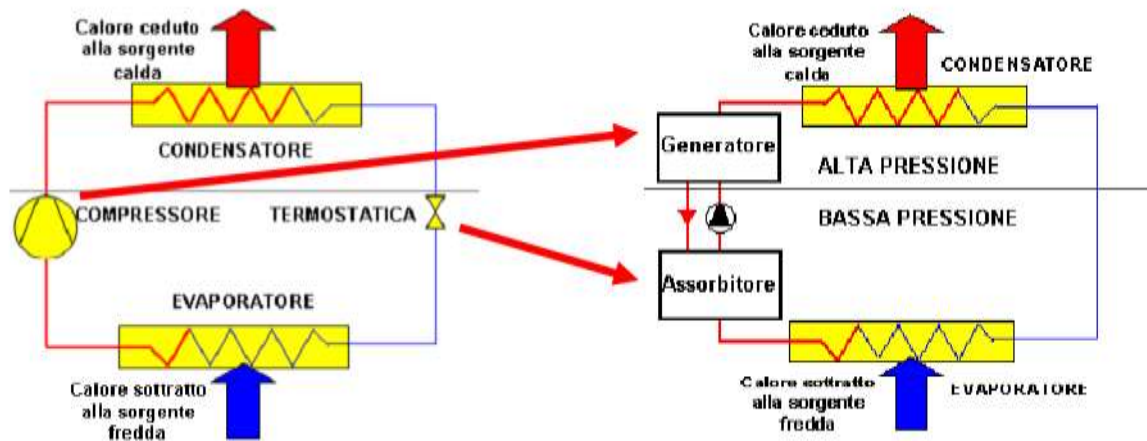 Calore ceduto
alla sorgente
calda
CONDENSATORE
COMPRESSORE
TERMOSTATICA
EVAPORATORE
Calore sottratto
alla sorgente
fredda
Calore ceduto
alla sorgente
calda
CONDENSATORE
Generatore
ALTA PRESSIONE
BASSA PRESSIONE
Assorbitore
Calore sottratto
alla sorgente
fredda
EVAPORATORE